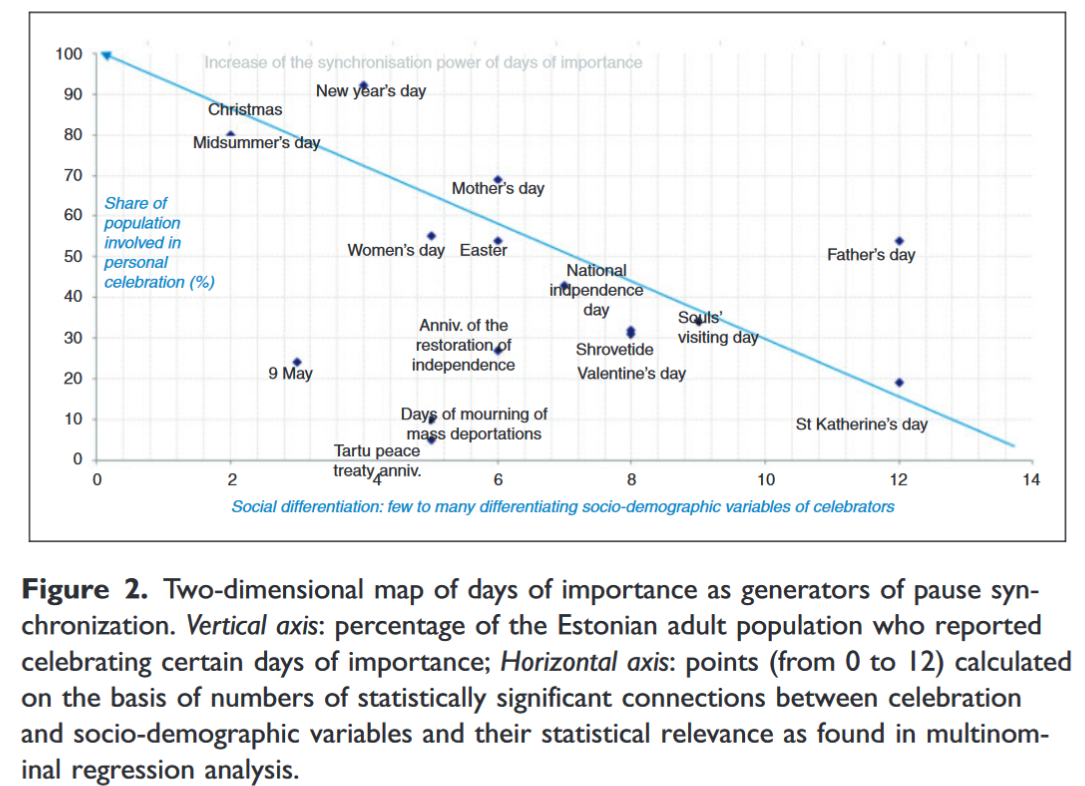 100
Increase of the synchronisation power of days of importance
90
New year's day
Christmas
80
Midsummer's day
70
Mother's day
60
Share of
population
involved in
personal
celebration (%)
50
Women's day
Easter
Father's day
40
National
indpendence
day
30
Anniv. of the
restoration of
independence
Souls'
visiting day
Shrovetide
Valentine's day
20
9 May
10
Days of mourning of
mass deportations
St Katherine's day
0
Tartu peace
treaty anniv.
0 2 4 6 8 10 12 14
Social differentiation: few to many differentiating socio-demographic variables of celebrators
Figure 2. Two-dimensional map of days of importance as generators of pause syn-
chronization. Vertical axis: percentage of the Estonian adult population who reported
celebrating certain days of importance; Horizontal axis: points (from 0 to 12) calculated
on the basis of numbers of statistically significant connections between celebration
and socio-demographic variables and their statistical relevance as found in multinom-
inal regression analysis.